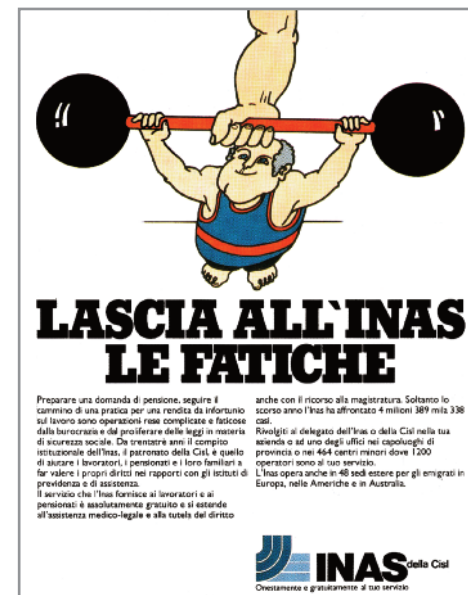 LASCIA ALL`INAS
LE FATICHE
Preparare una domanda di pensione, seguire il
cammino di una pratica per una rendita da infortunio
sul lavoro sono operazioni rese complicate e faticose
dalla burocrazia e dal proliferare delle leggi in materia
di sicurezza sociale. Da trentatrè anni il compito
istituzionale dell'Inas, il patronato della Cisl, è quello
di aiutare i lavoratori, i pensionati e i loro familiari a
far valere i propri diritti nei rapporti con gli istituti di
previdenza e di assistenza.
Il servizio che l'Inas fornisce ai lavoratori e ai
pensionati è assolutamente gratuito e si estende
all'assistenza medico-legale e alla tutela del diritto
anche con il ricorso alla magistratura. Soltanto lo
scorso anno l'Inas ha affrontato 4 milioni 389 mila 338
casi.
Rivolgiti al delegato dell'Inas o della Cisl nella tua
azienda o ad uno degli uffici nei capoluoghi di
provincia o nei 464 centri minori dove 1200
operatori sono al tuo servizio.
L'Inas opera anche in 48 sedi estere per gli emigrati in
Europa, nelle Americhe e in Australia.
INAS della Cisl
Onestamente e gratuitamente al tuo servizio